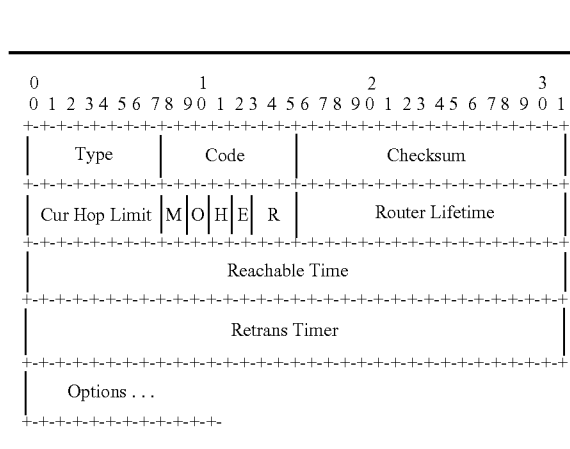 0 1 2 3
0 1 2 3 4 5 6 7 8 9 0 1 2 3 4 5 6 7 8 9 0 1 2 3 4 5 6 7 8 9 0 1
+-+-+-+-+-+-+-+-+-+-+-+-+-+-+-+-+-+-+-+-+-+-+-+-+-+-+-+-+-+-+-+-+
| Type | Code | Checksum |
+-+-+-+-+-+-+-+-+-+-+-+-+-+-+-+-+-+-+-+-+-+-+-+-+-+-+-+-+-+-+-+-+
| Cur Hop Limit |M|O|H|E| R | Router Lifetime |
+-+-+-+-+-+-+-+-+-+-+-+-+-+-+-+-+-+-+-+-+-+-+-+-+-+-+-+-+-+-+-+-+
| Reachable Time |
+-+-+-+-+-+-+-+-+-+-+-+-+-+-+-+-+-+-+-+-+-+-+-+-+-+-+-+-+-+-+-+-+
| Retrans Timer |
+-+-+-+-+-+-+-+-+-+-+-+-+-+-+-+-+-+-+-+-+-+-+-+-+-+-+-+-+-+-+-+-+
| Options . . .
+-+-+-+-+-+-+-+-+-+-+-+-